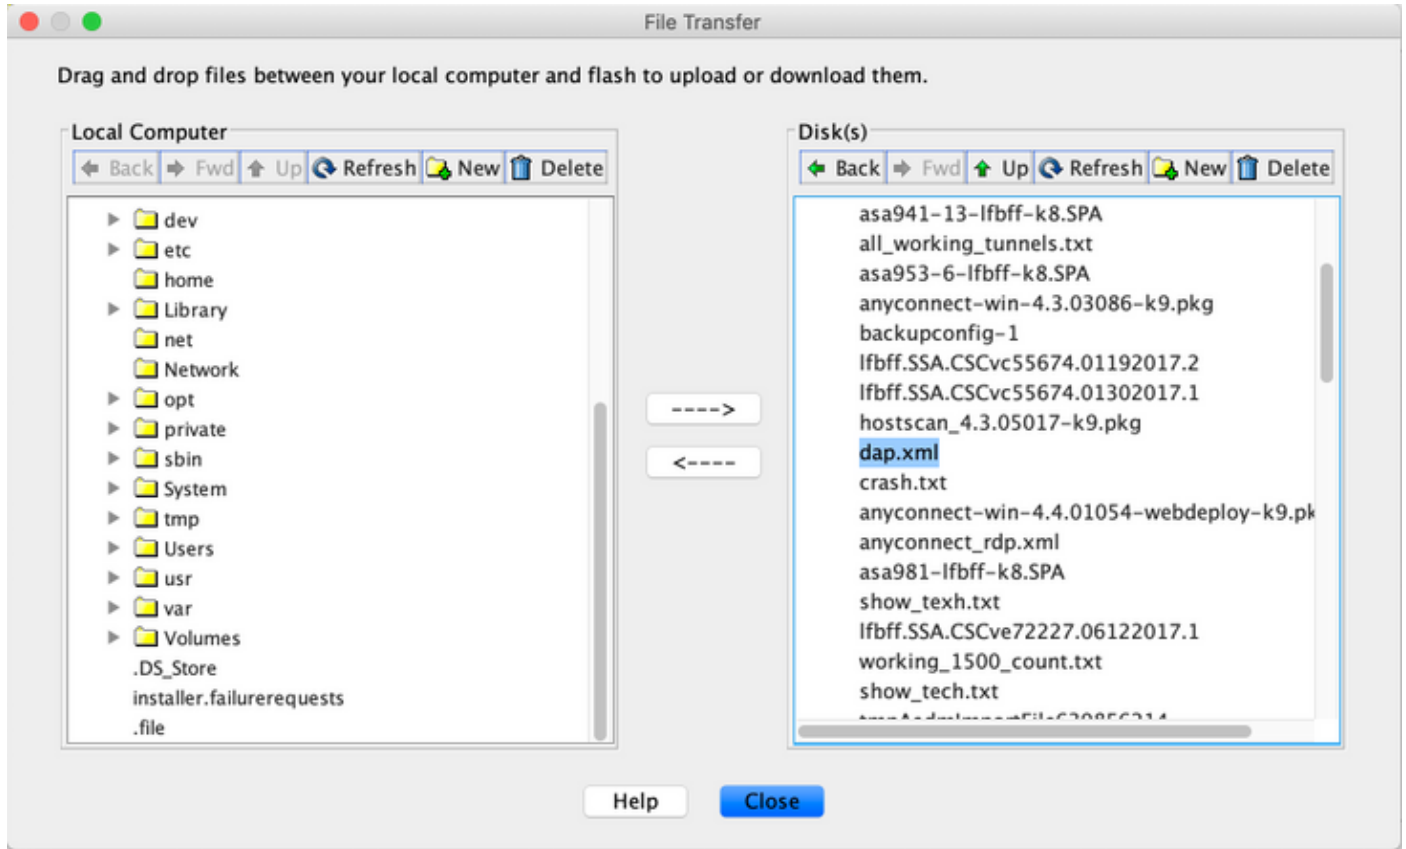 File Transfer
Drag and drop files between your local computer and flash to upload or download them.
Local Computer
Back Fwd Up Refresh New Delete
dev
etc
home
Library
net
Network
opt
private
sbin
System
tmp
Users
usr
var
Volumes
.DS_Store
installer.failurerequests
.file
---->
<----
Disk(s)
Back Fwd Up Refresh New Delete
asa941-13-lfbff-k8.SPA
all_working_tunnels.txt
asa953-6-lfbff-k8.SPA
anyconnect-win-4.3.03086-k9.pkg
backupconfig-1
lfbff.SSA.CSCvc55674.01192017.2
lfbff.SSA.CSCvc55674.01302017.1
hostscan_4.3.05017-k9.pkg
dap.xml
crash.txt
anyconnect-win-4.4.01054-webdeploy-k9.pk
anyconnect_rdp.xml
asa981-lfbff-k8.SPA
show_texh.txt
lfbff.SSA.CSCve72227.06122017.1
working_1500_count.txt
show_tech.txt
Help Close